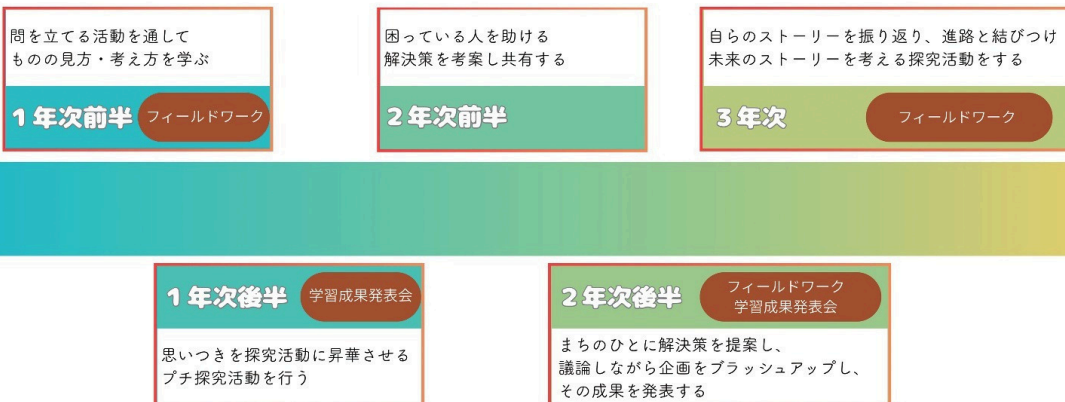 問を立てる活動を通して
ものの見方・考え方を学ぶ
1年次前半 フィールドワーク
困っている人を助ける
解決策を考案し共有する
2年次前半
自らのストーリーを振り返り、進路と結びつけ
未来のストーリーを考える探究活動をする
3年次 フィールドワーク
1年次後半 学習成果発表会
思いつきを探究活動に昇華させる
プチ探究活動を行う
2年次後半
フィールドワーク
学習成果発表会
まちのひとに解決策を提案し、
議論しながら企画をブラッシュアップし、
その成果を発表する